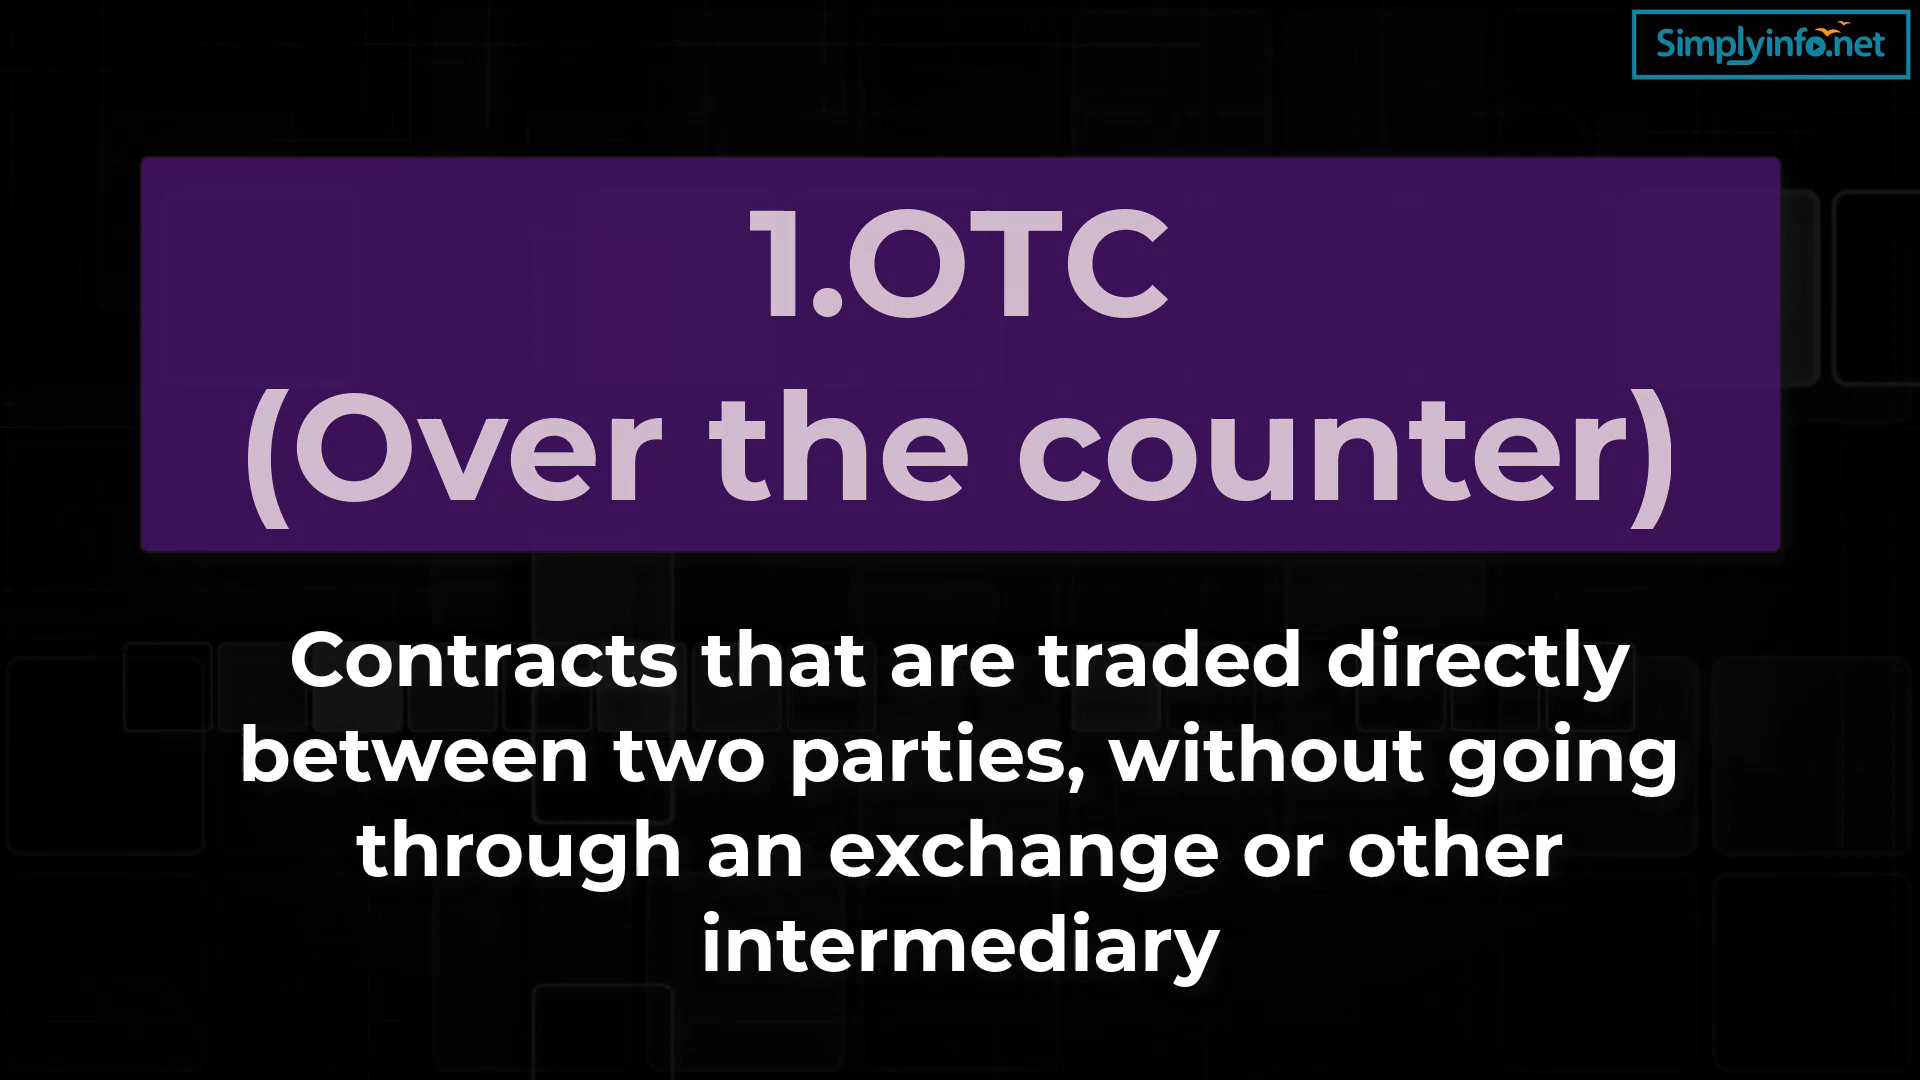 Simplyinfo.net
1.OTC
(Over the counter)
Contracts that are traded directly
between two parties, without going
through an exchange or other
intermediary